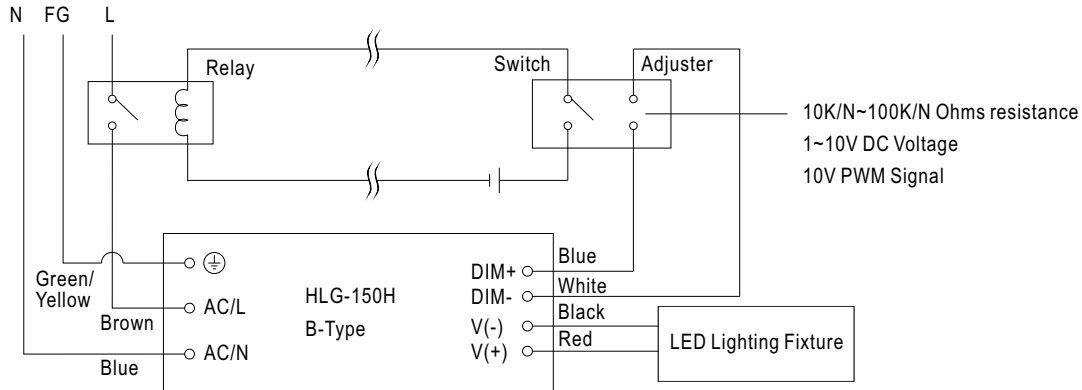 N FG L
Relay
Switch
Adjuster
10K/N~100K/N Ohms resistance
1~10V DC Voltage
10V PWM Signal
Green/
Yellow
Brown
Blue
AC/L
AC/N
HLG-150H
B-Type
DIM+
DIM-
V(-)
V(+)
Blue
White
Black
Red
LED Lighting Fixture